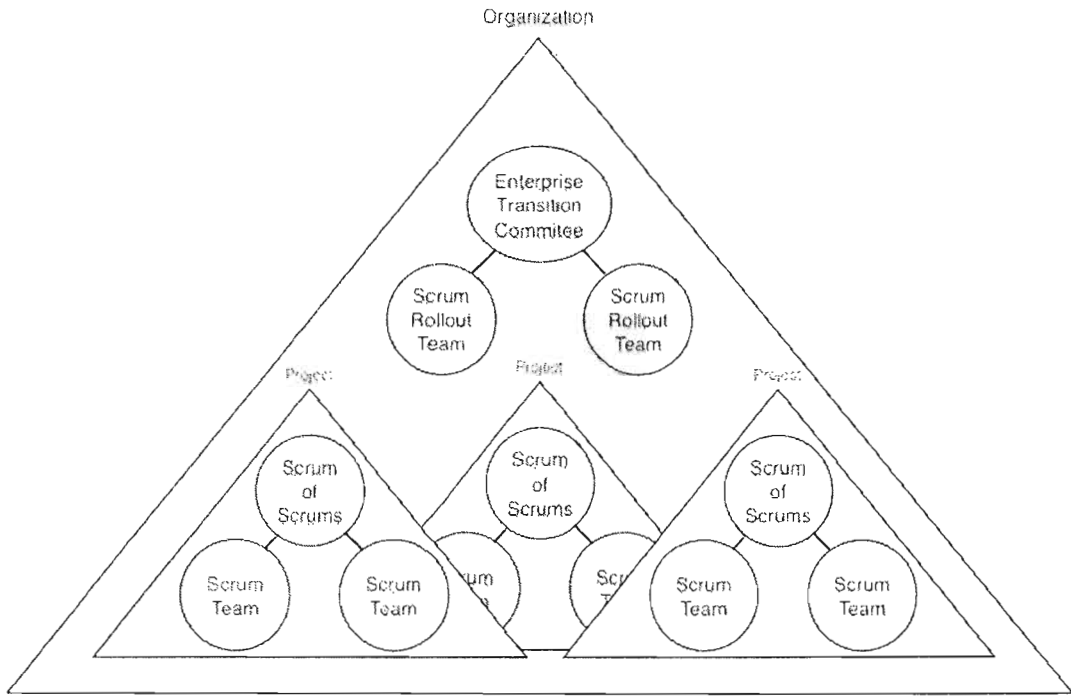 Organization
Enterprise
Transition
Commitee
Scrum
Rollout
Team
Scrum
Rollout
Team
Project
Project
Project
Scrum
of
Scrums
Scrum
of
Scrums
Scrum
of
Scrums
Scrum
Team
Scrum
Team
Scrum
Team
Scrum
Team